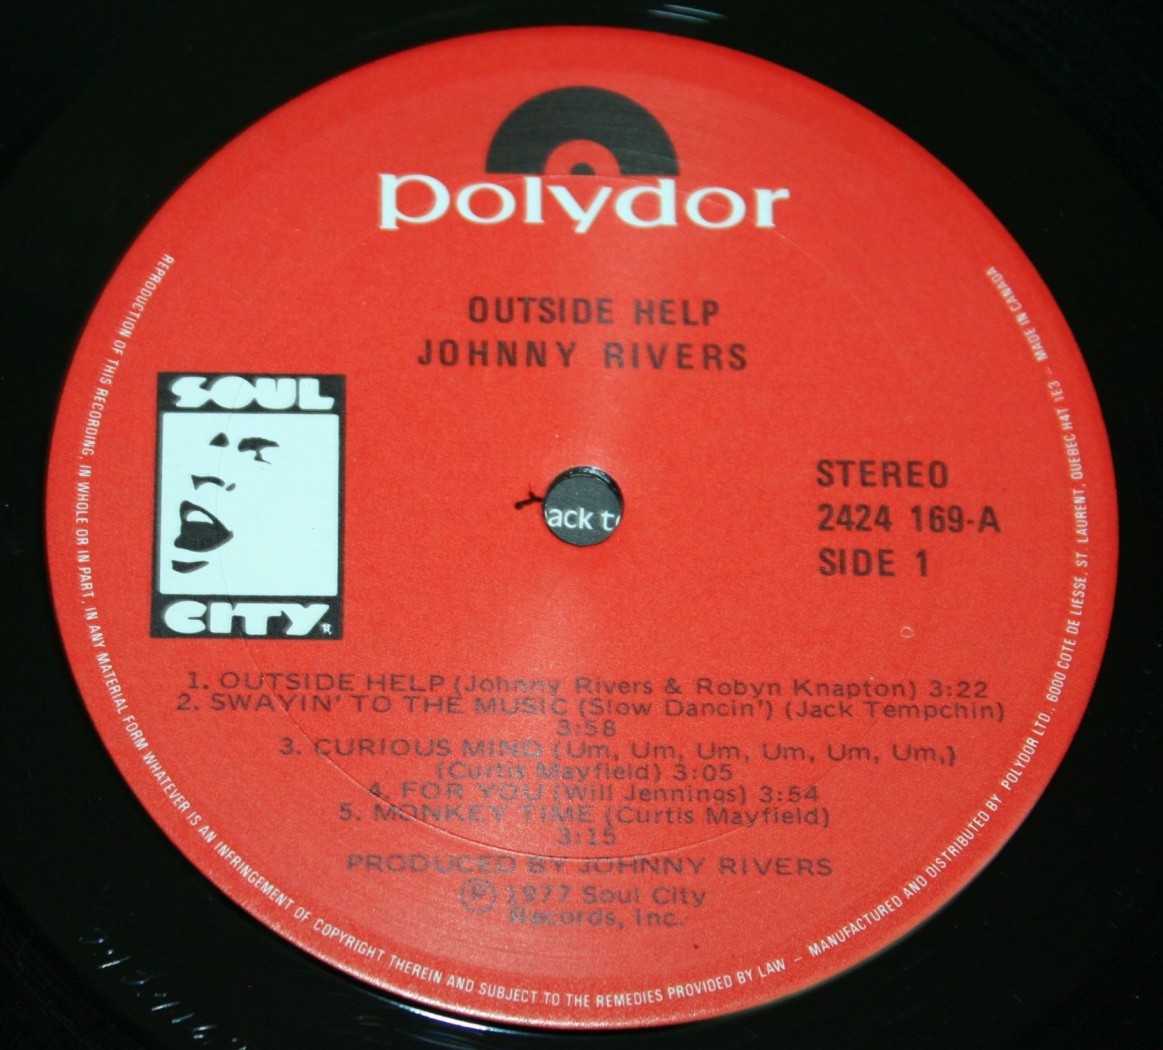 polydor
OUTSIDE HELP
JOHNNY RIVERS
SOUL
CITY
R
STEREO
2424 169-A
SIDE 1
ack t
1. OUTSIDE HELP (Johnny Rivers & Robyn Knapton) 3:22
2. SWAYIN' TO THE MUSIC (Slow Dancin') (Jack Tempchin)
3:58
3. CURIOUS MIND (Um, Um, Um, Um, Um, Um,)
(Curtis Mayfield) 3:05
4. FOR YOU (Will Jennings) 3:54
5. MONKEY TIME (Curtis Mayfield)
3:15
PRODUCED BY JOHNNY RIVERS
Ⓟ 1977 Soul City
Records, Inc.
REPRODUCTION OF THIS RECORDING, IN WHOLE OR IN PART, IN ANY MATERIAL FORM WHATEVER IS AN INFRINGEMENT OF COPYRIGHT THEREIN AND SUBJECT TO THE REMEDIES PROVIDED BY LAW – MANUFACTURED AND DISTRIBUTED BY POLYDOR LTD., 6000 COTE DE LIESSE, ST. LAURENT, QUEBEC H4T 1E3 – MADE IN CANADA